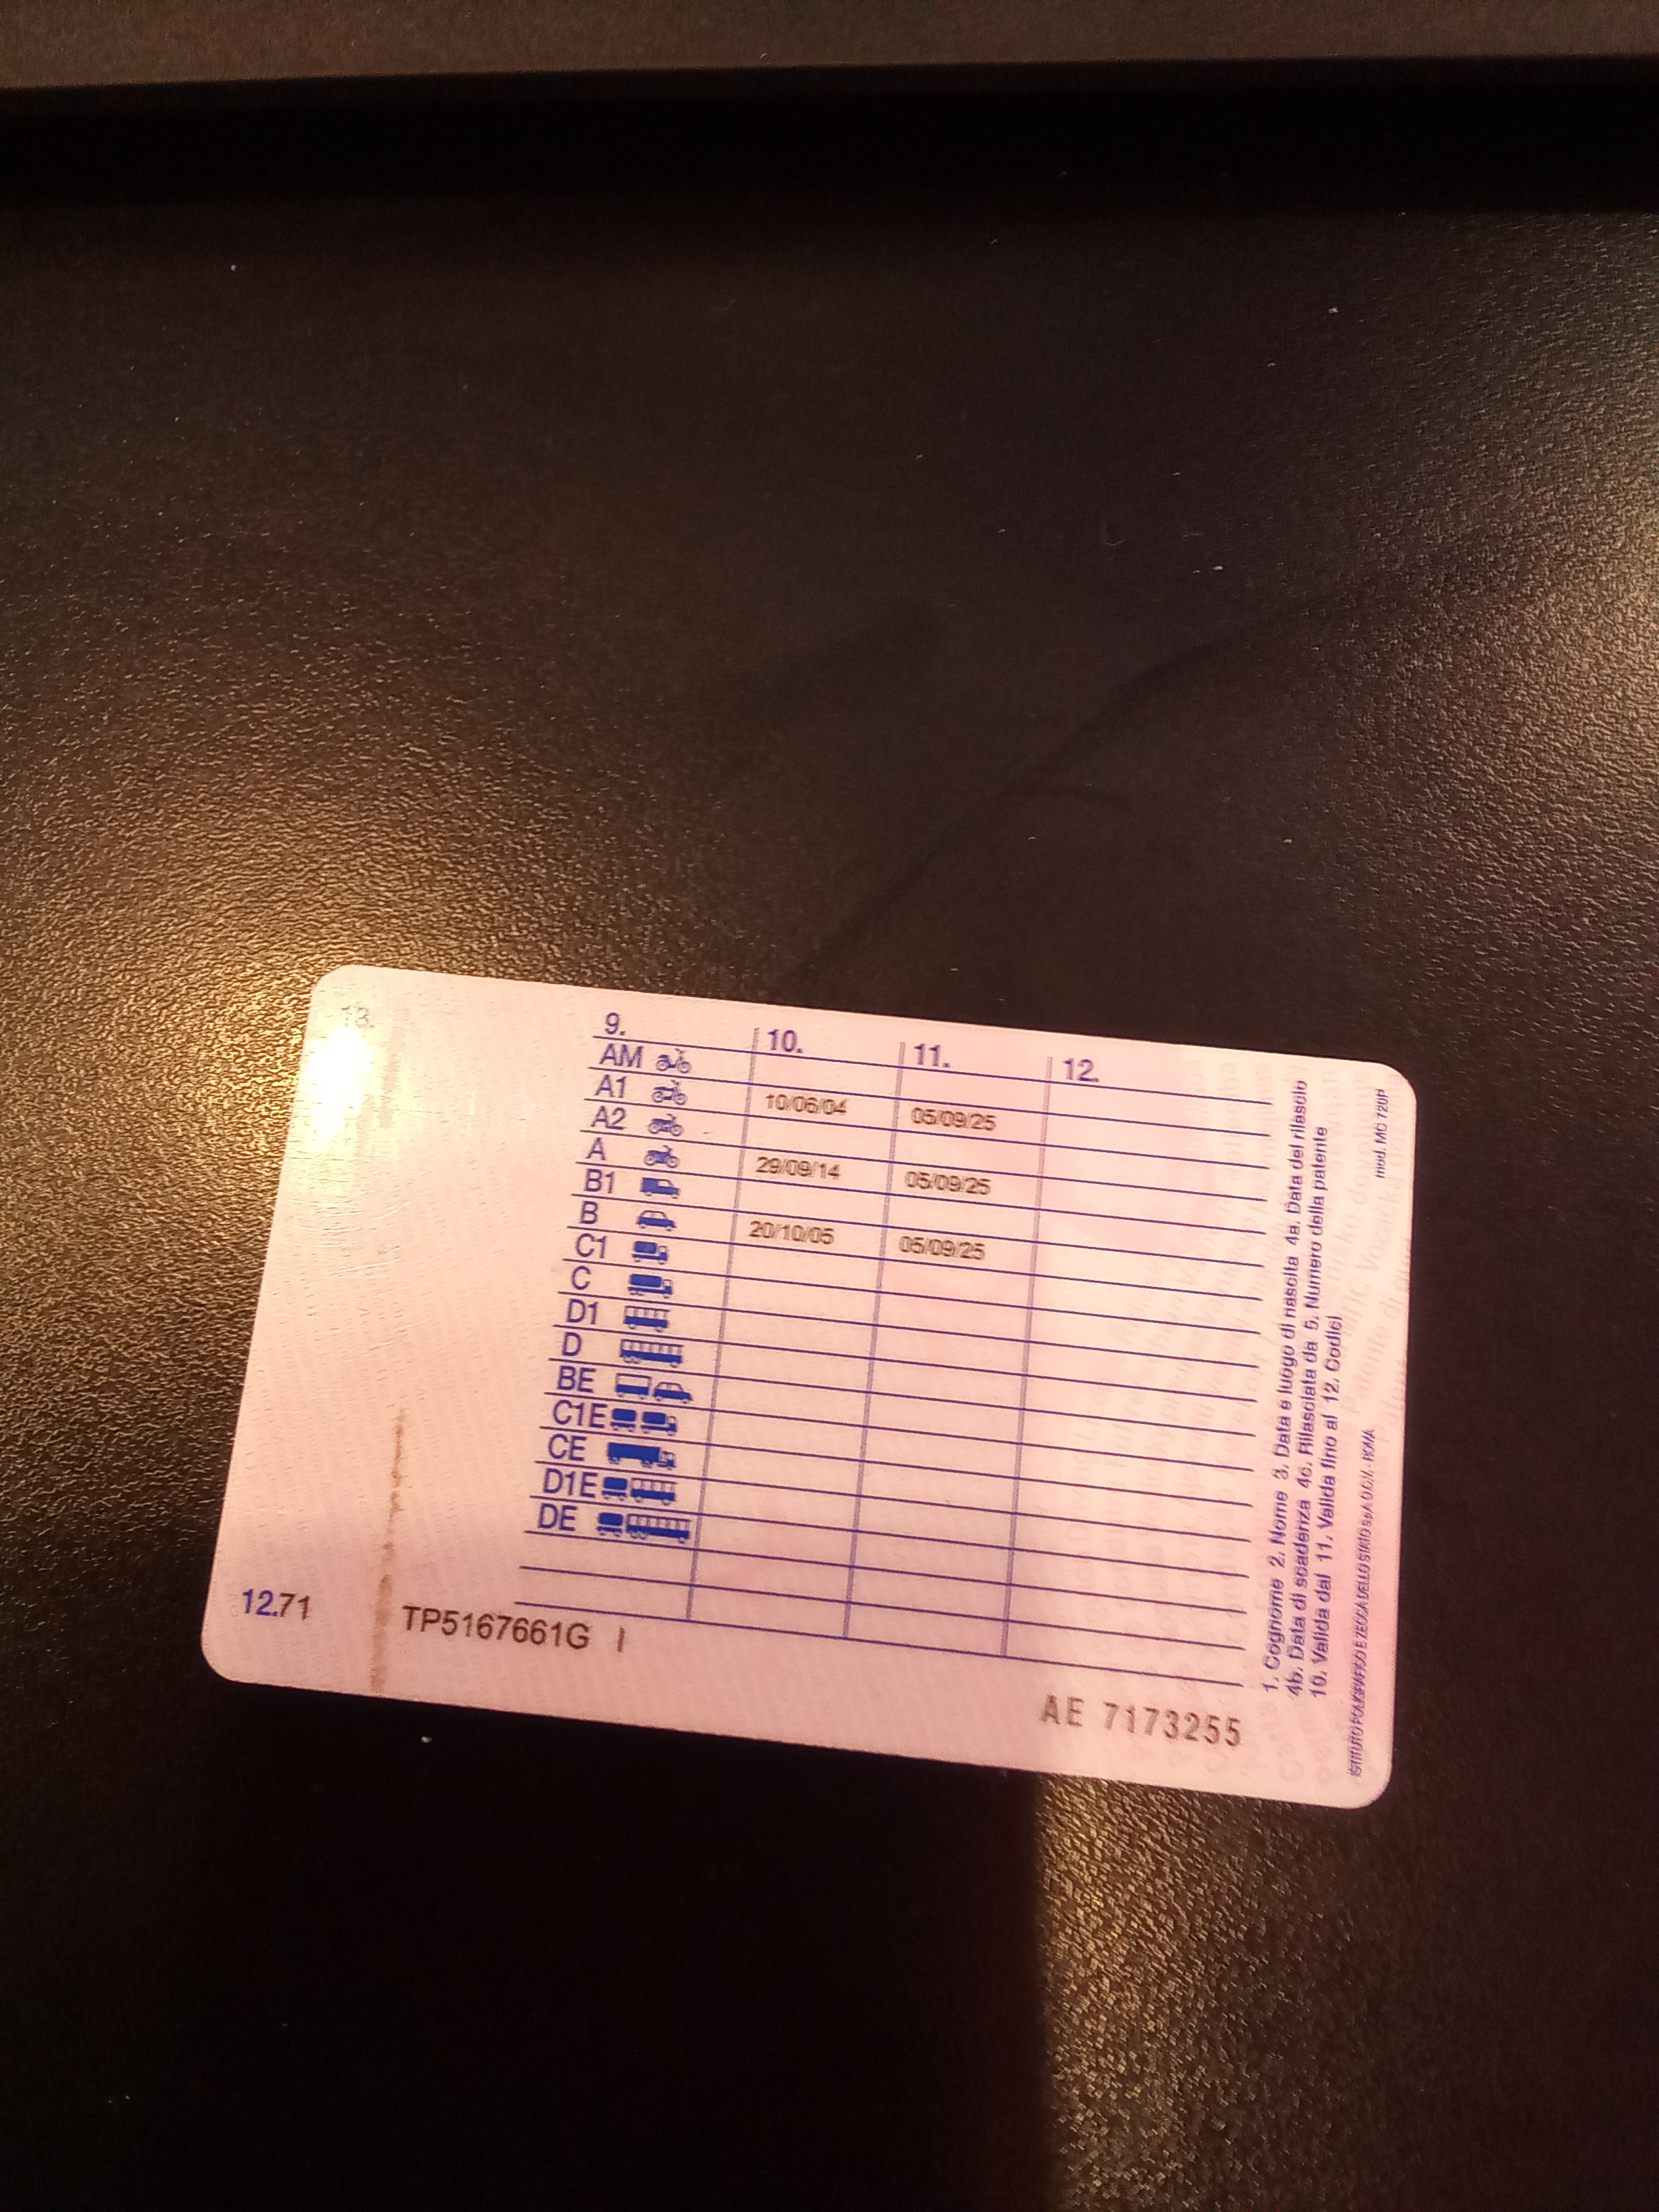 13.
9. 10. 11. 12.
AM
A1 10/06/04 05/09/25
A2
A 29/09/14 05/09/25
B1
B 20/10/05 05/09/25
C1
C
D1
D
BE
C1E
CE
D1E
DE
12.71 TP5167661G I
AE 7173255
1. Cognome 2. Nome 3. Data e luogo di nascita 4a. Data del rilascio
4b. Data di scadenza 4c. Rilasciata da 5. Numero della patente
10. Valida dal 11. Valida fino al 12. Codici
ISTITUTO POLIGRAFICO E ZECCA DELLO STATO S.p.A. O.C.V. - ROMA
mod. MC 720P